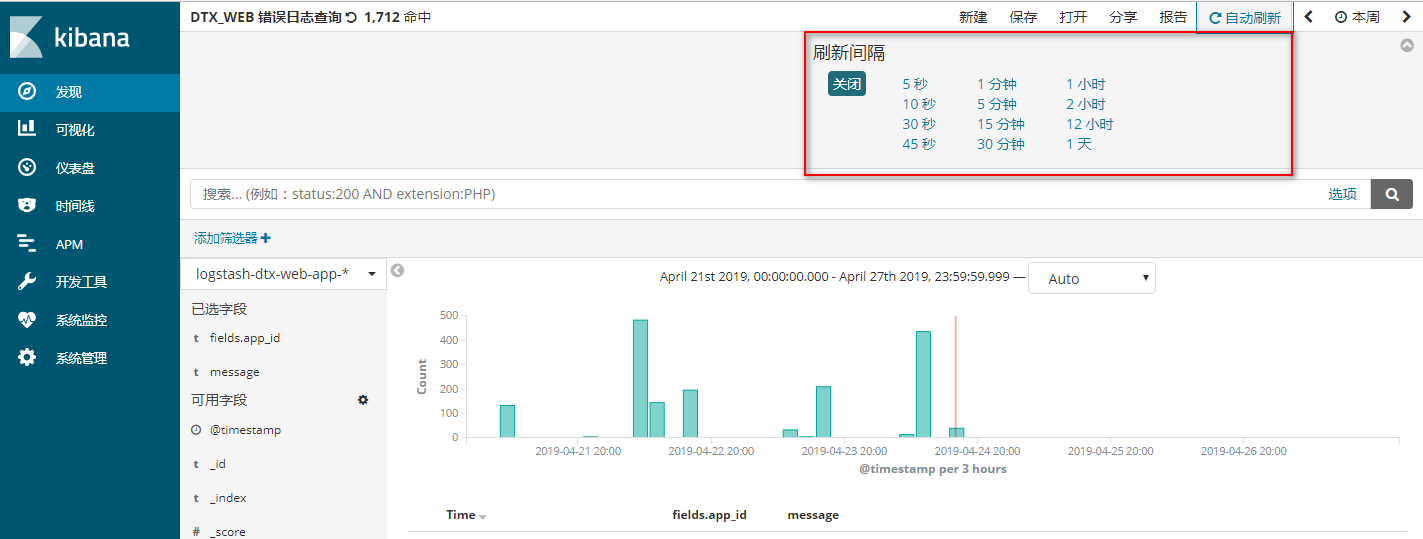 kibana
发现
可视化
仪表盘
时间线
APM
开发工具
系统监控
系统管理
DTX_WEB 错误日志查询 1,712 命中
新建 保存 打开 分享 报告 自动刷新 本周
刷新间隔
关闭 5 秒 1 分钟 1 小时
10 秒 5 分钟 2 小时
30 秒 15 分钟 12 小时
45 秒 30 分钟 1 天
搜索... (例如：status:200 AND extension:PHP) 选项
添加筛选器
logstash-dtx-web-app-*
已选字段
t fields.app_id
t message
可用字段
@timestamp
t _id
t _index
# _score
April 21st 2019, 00:00:00.000 - April 27th 2019, 23:59:59.999 — Auto
Count
500
400
300
200
100
0
2019-04-21 20:00 2019-04-22 20:00 2019-04-23 20:00 2019-04-24 20:00 2019-04-25 20:00 2019-04-26 20:00
@timestamp per 3 hours
Time fields.app_id message